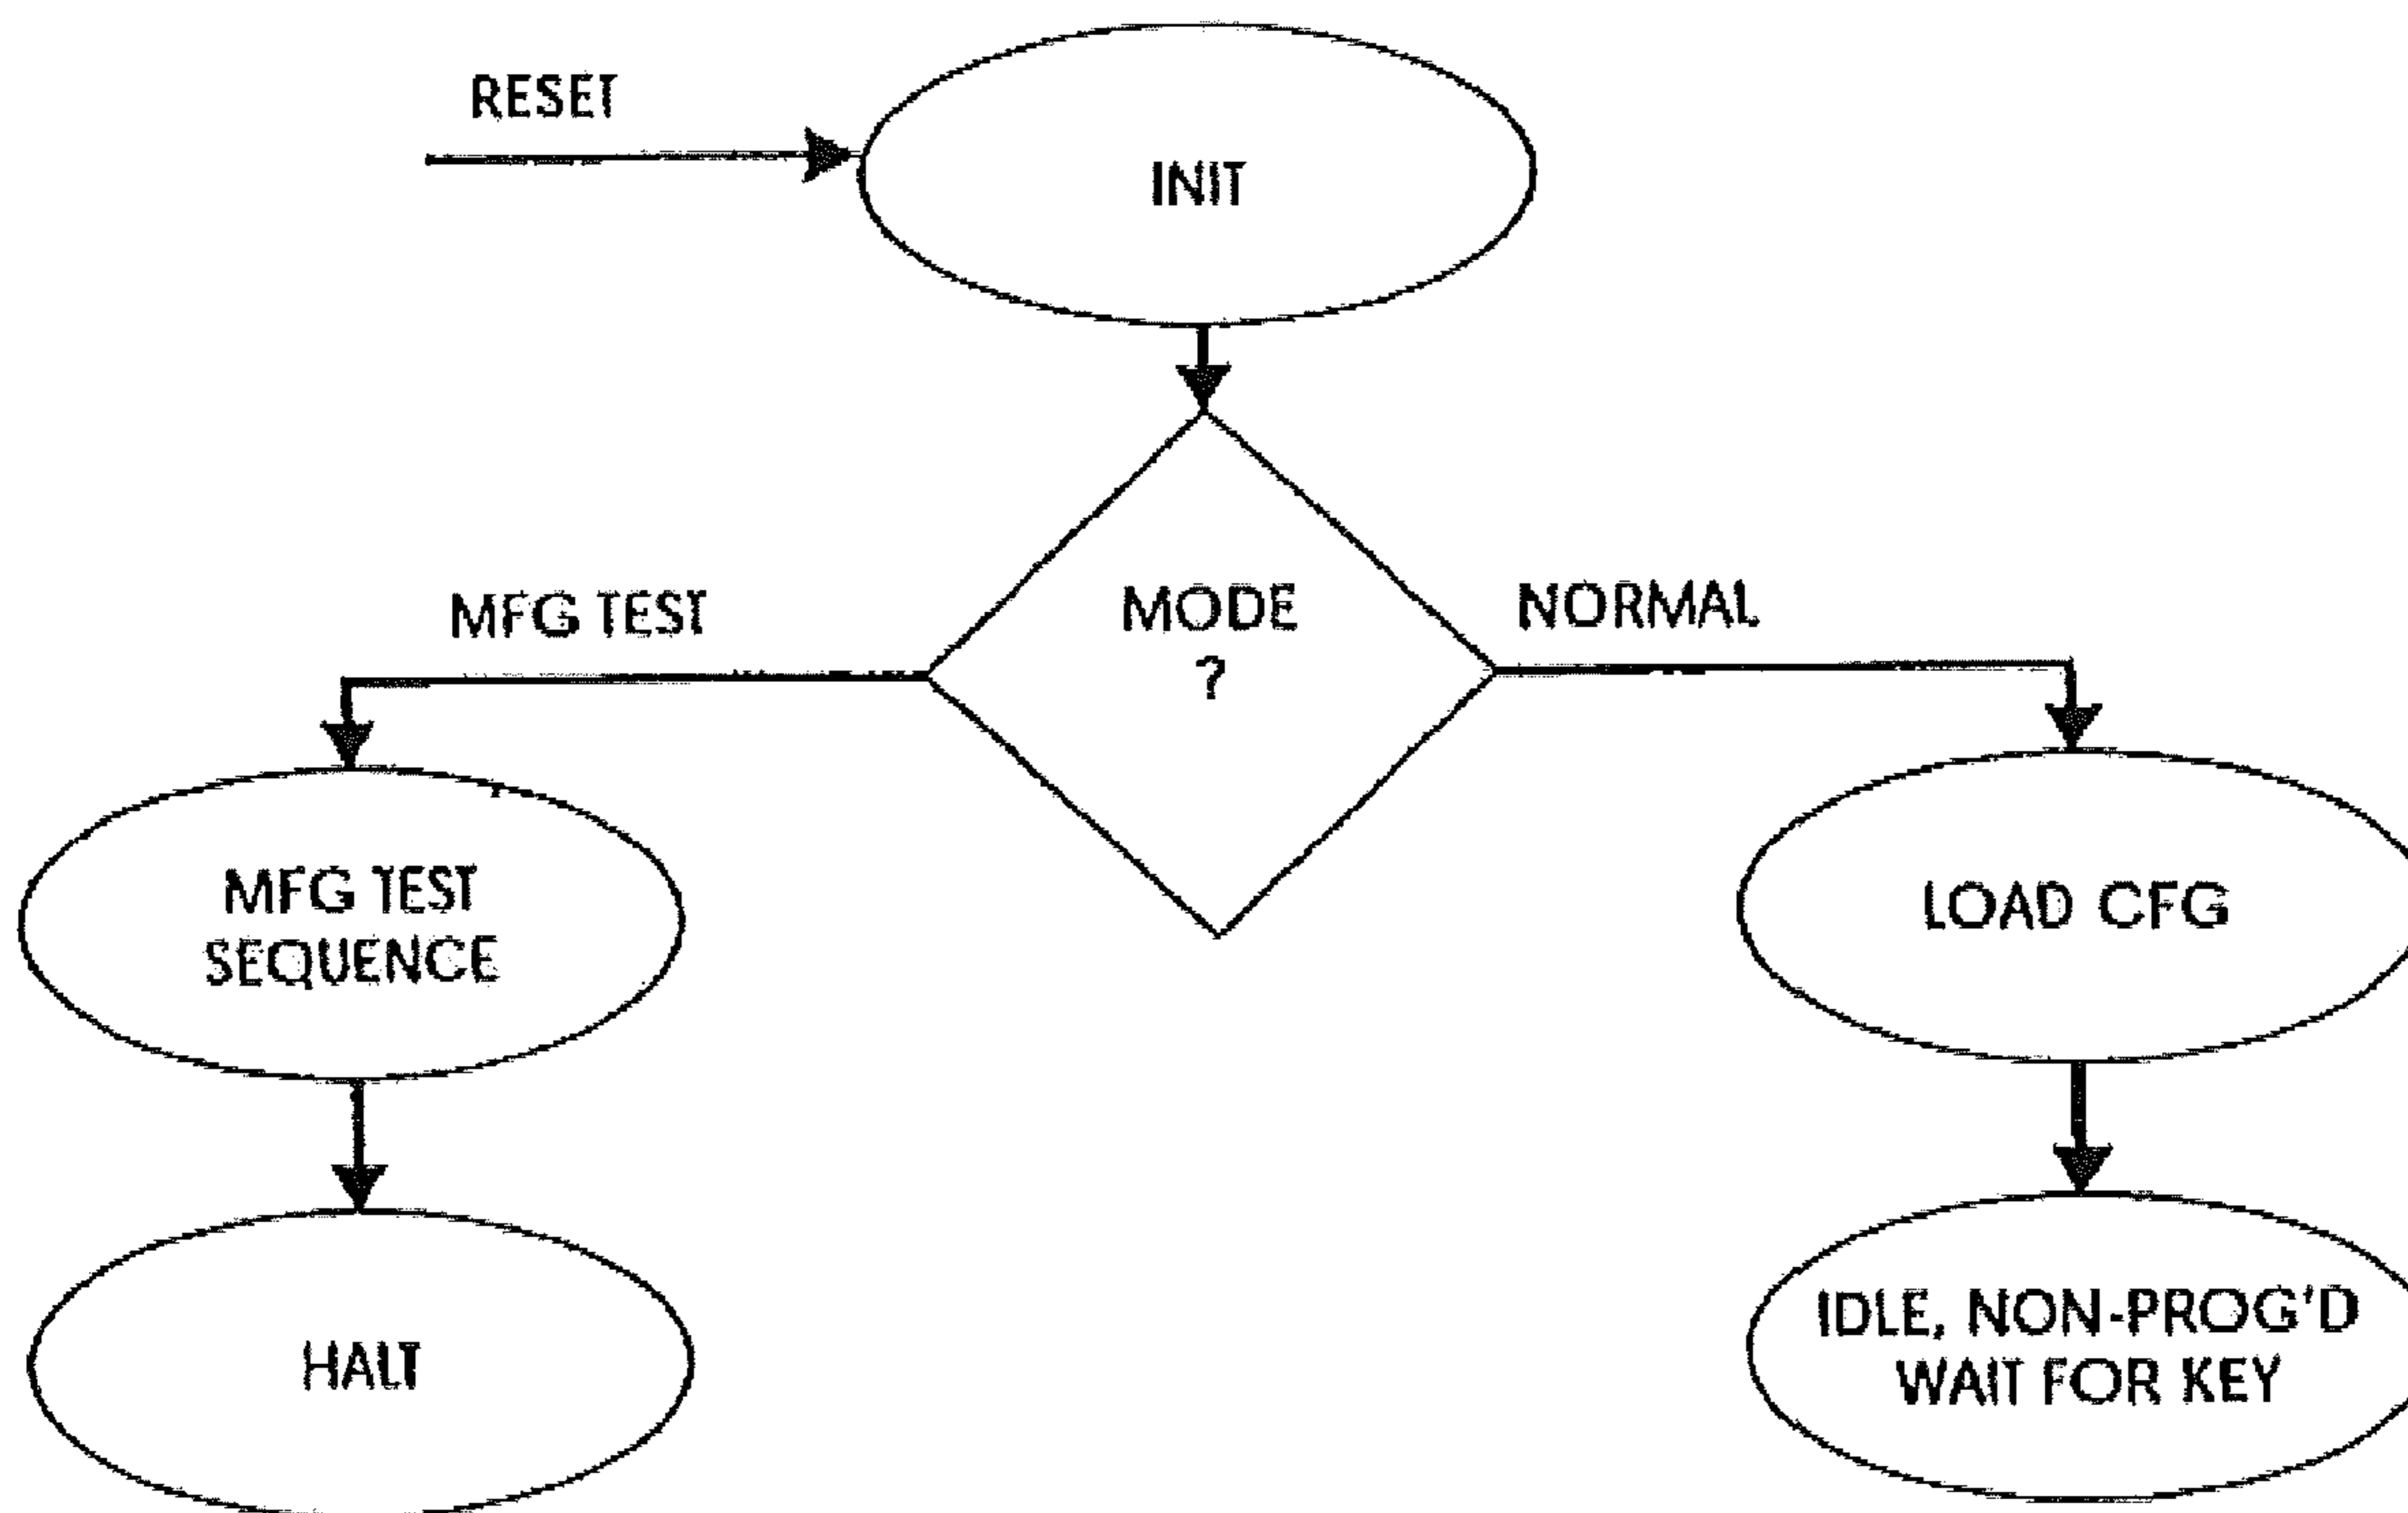 RESET
INIT
MFG TEST
MODE
?
NORMAL
MFG TEST
SEQUENCE
LOAD CFG
HALT
IDLE, NON-PROG'D
WAIT FOR KEY